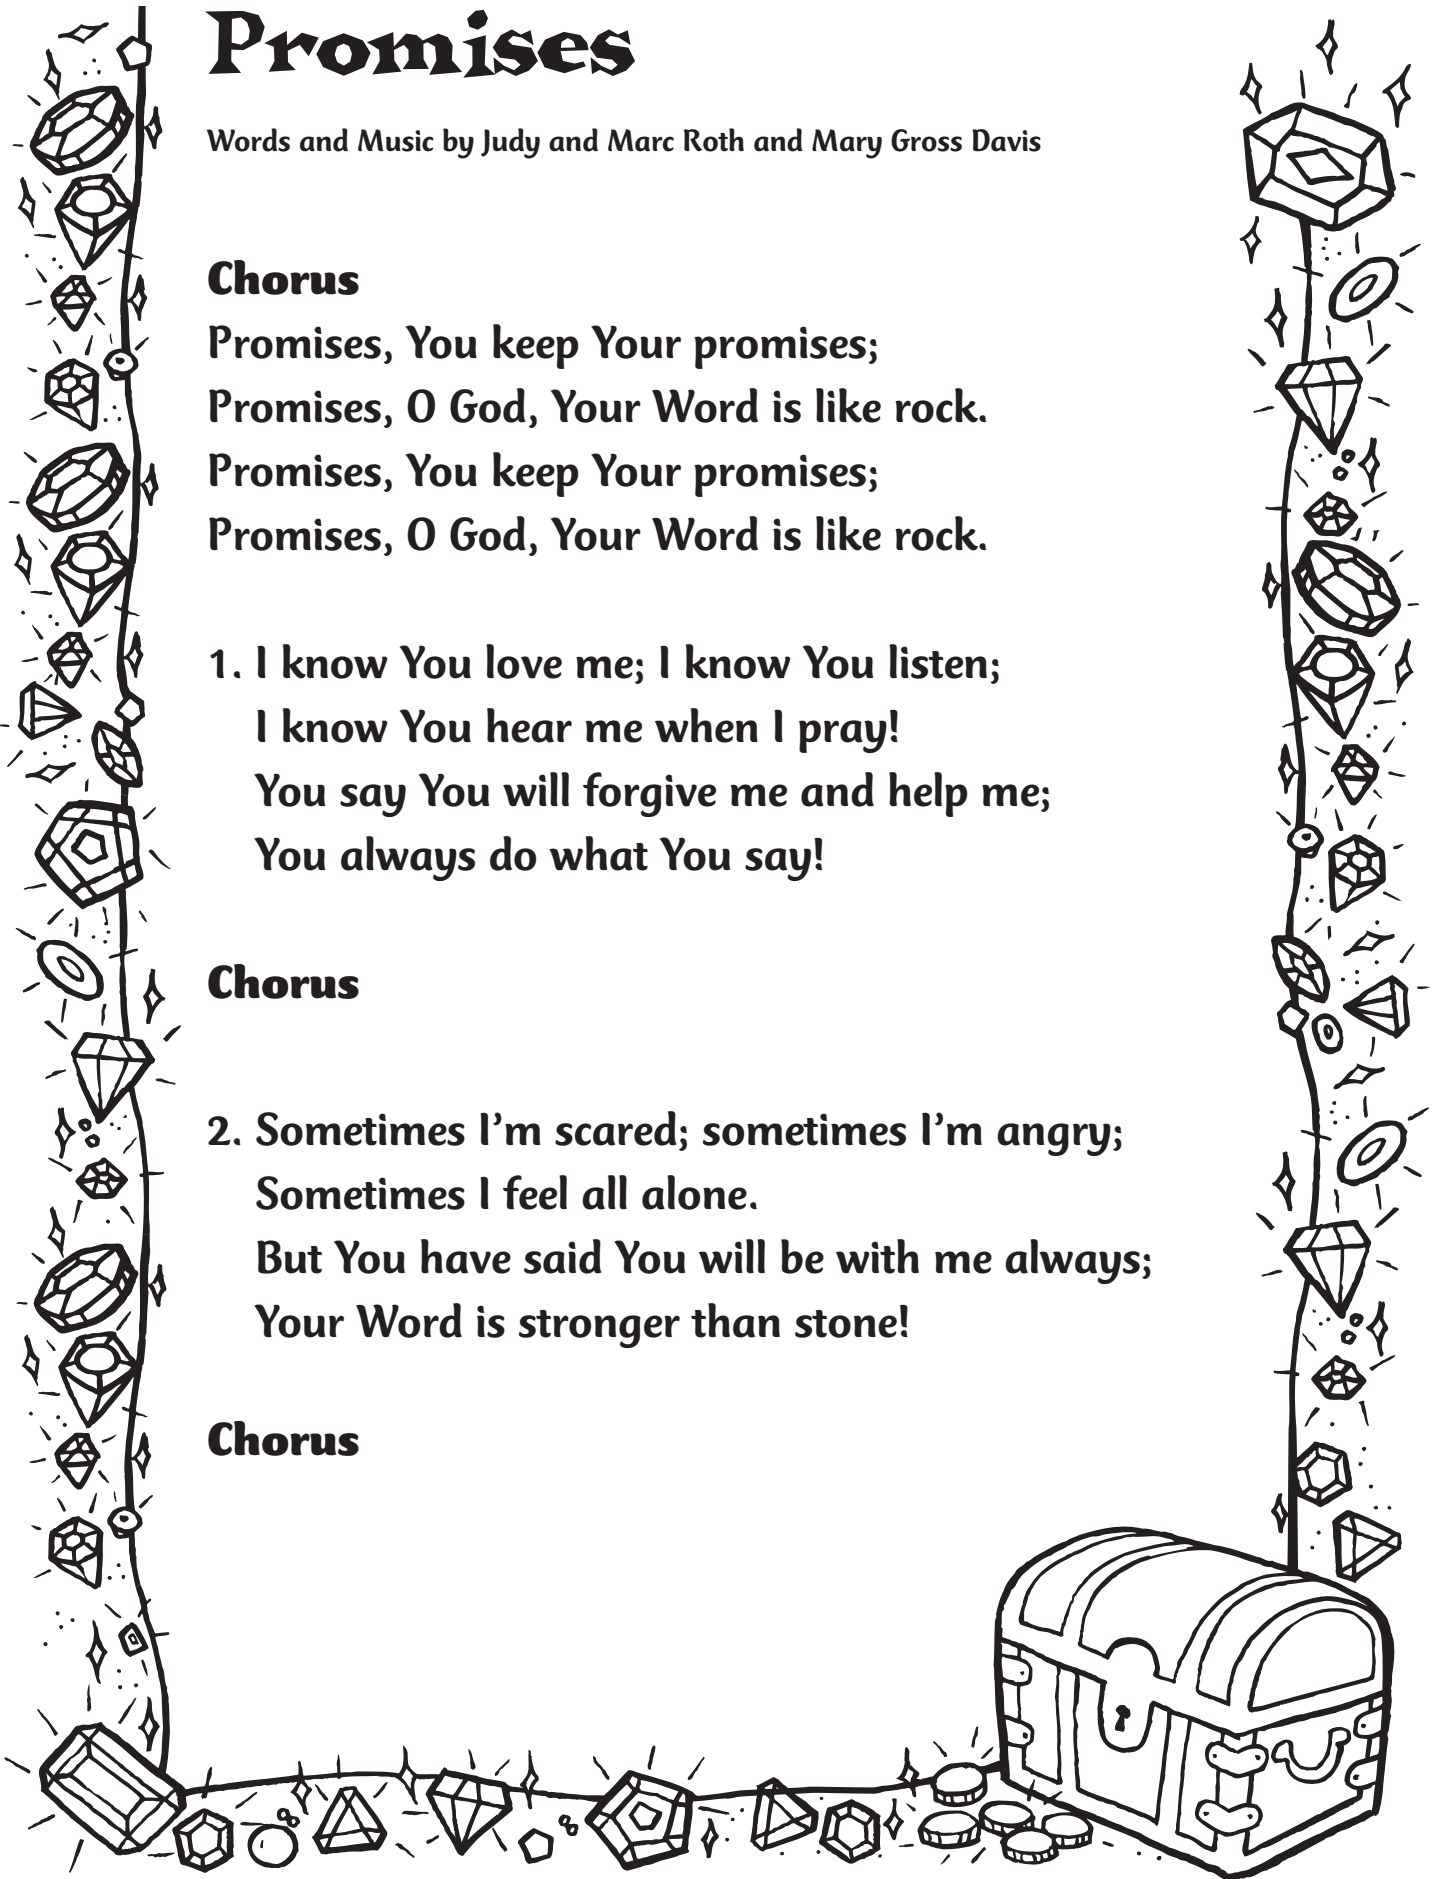 Promises
Words and Music by Judy and Marc Roth and Mary Gross Davis
Chorus
Promises, You keep Your promises;
Promises, O God, Your Word is like rock.
Promises, You keep Your promises;
Promises, O God, Your Word is like rock.
1. I know You love me; I know You listen;
I know You hear me when I pray!
You say You will forgive me and help me;
You always do what You say!
Chorus
2. Sometimes I’m scared; sometimes I’m angry;
Sometimes I feel all alone.
But You have said You will be with me always;
Your Word is stronger than stone!
Chorus